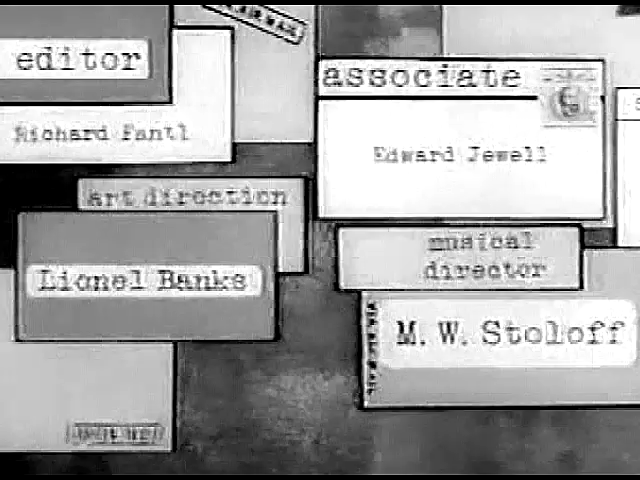 editor
Richard Fantl
associate
Edward Jewell
art direction
Lionel Banks
musical
director
M. W. Stoloff